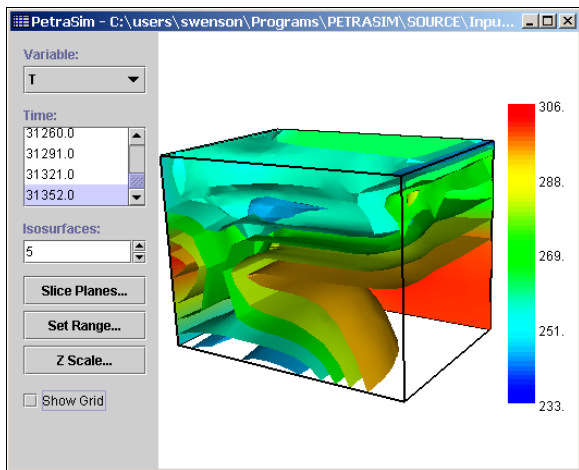 PetraSim - C:\users\swenson\Programs\PETRASIM\SOURCE\Inpu...
Variable:
T
Time:
31260.0
31291.0
31321.0
31352.0
Isosurfaces:
5
Slice Planes...
Set Range...
Z Scale...
Show Grid
306.
288.
269.
251.
233.